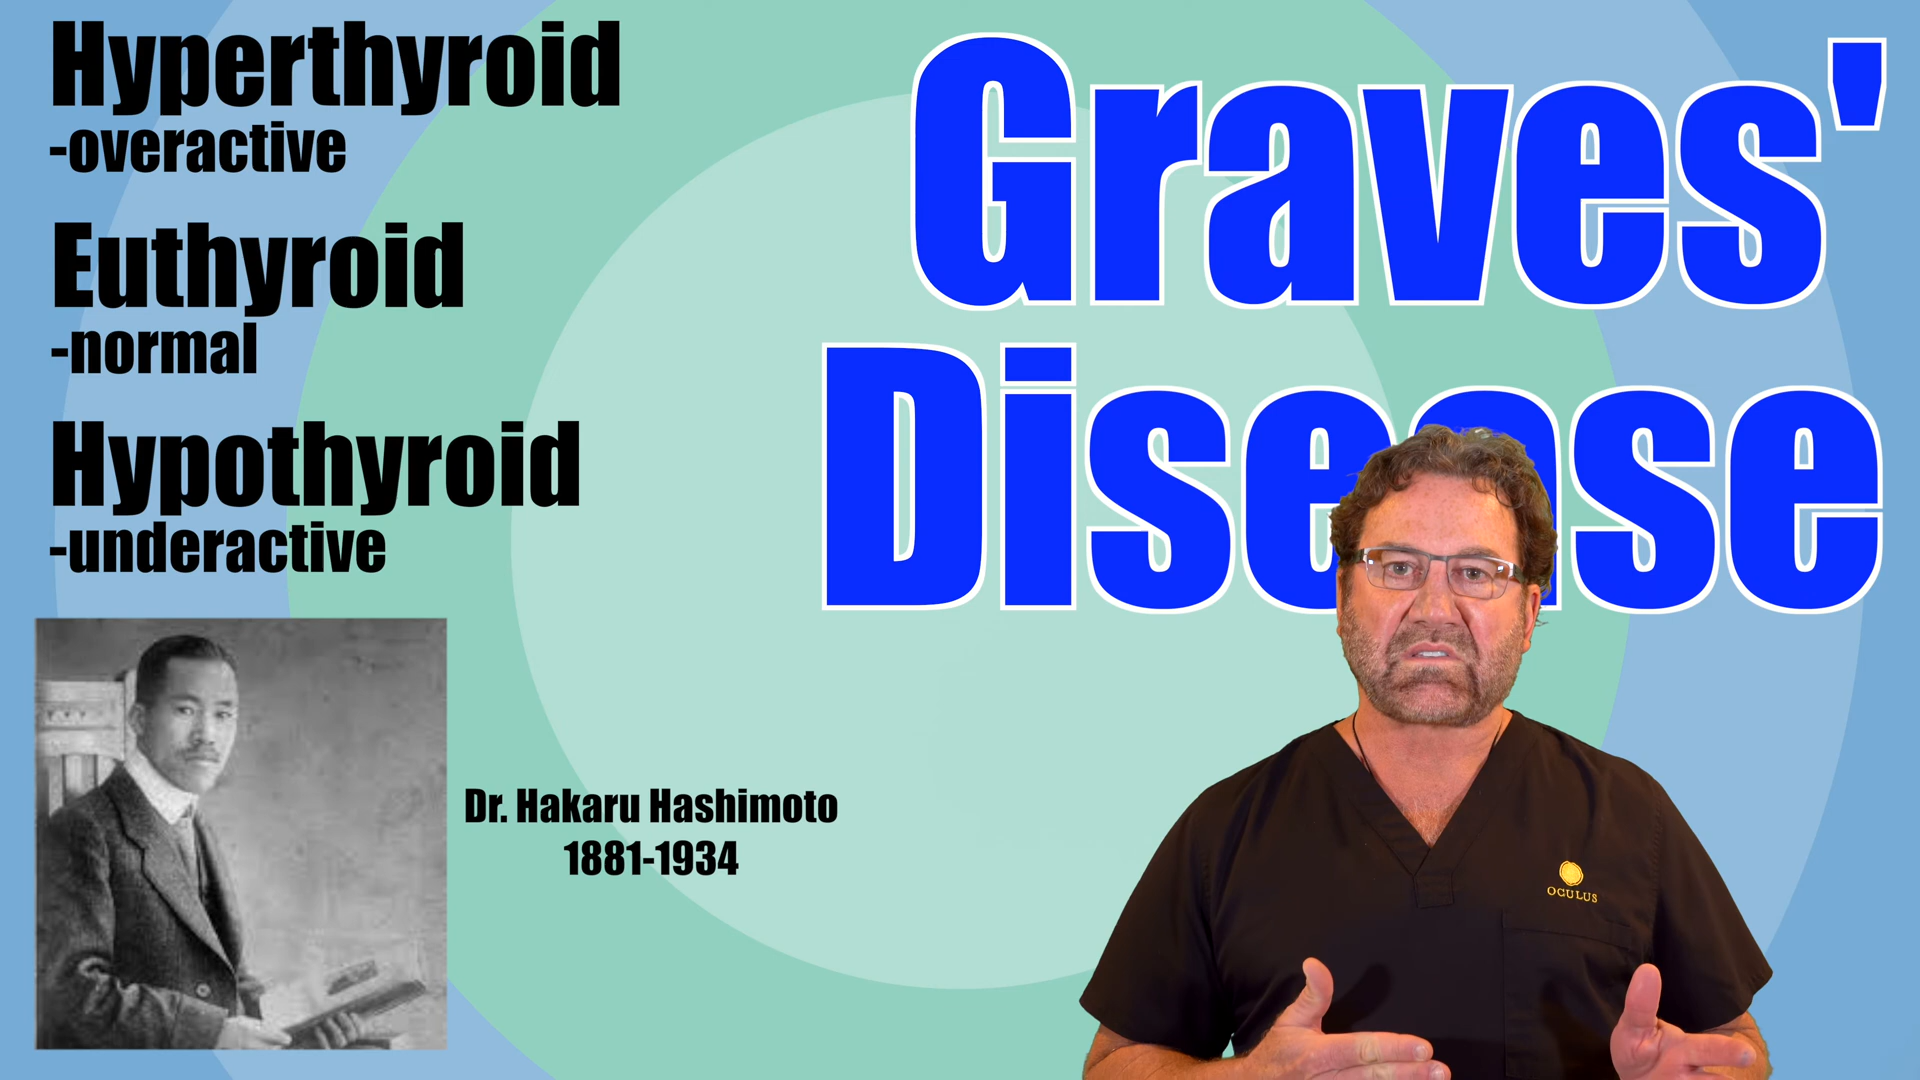 Hyperthyroid
-overactive
Euthyroid
-normal
Hypothyroid
-underactive
Graves'
Disease
Dr. Hakaru Hashimoto
1881-1934
OCULUS